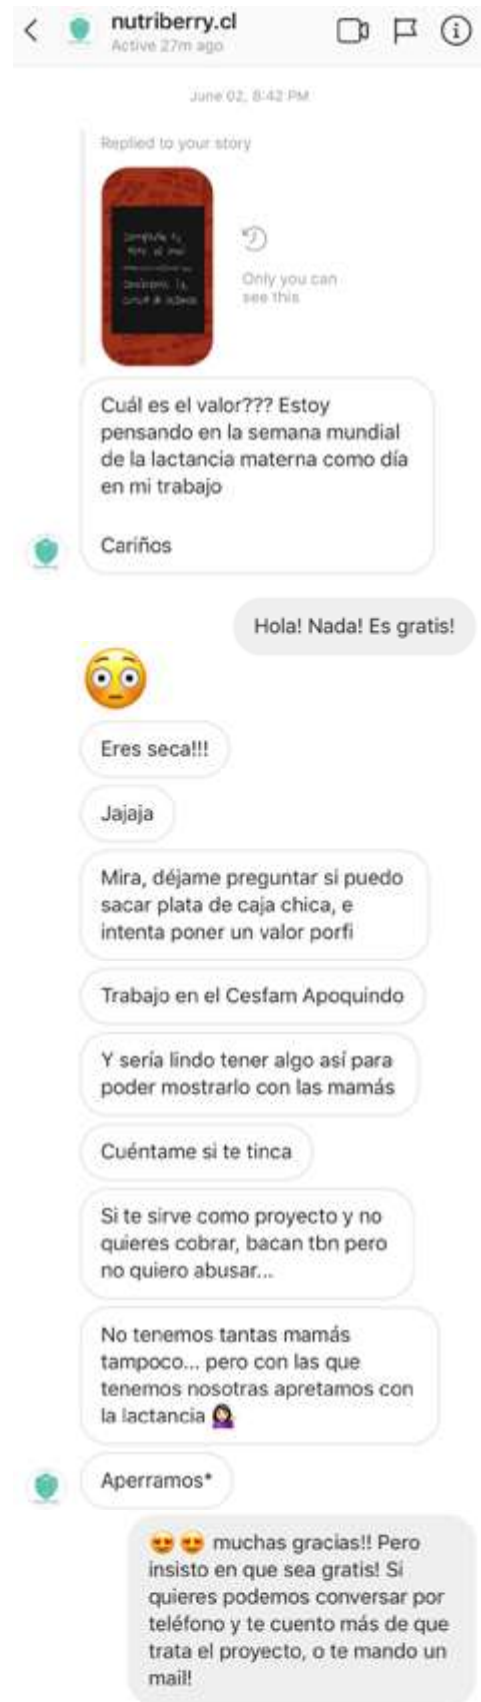 nutriberry.cl
Active 27m ago
June 02, 8:42 PM
Replied to your story
Only you can
see this
Cuál es el valor??? Estoy
pensando en la semana mundial
de la lactancia materna como día
en mi trabajo
Cariños
Hola! Nada! Es gratis!
Eres seca!!!
Jajaja
Mira, déjame preguntar si puedo
sacar plata de caja chica, e
intenta poner un valor porfi
Trabajo en el Cesfam Apoquindo
Y sería lindo tener algo así para
poder mostrarlo con las mamás
Cuéntame si te tinca
Si te sirve como proyecto y no
quieres cobrar, bacan tbn pero
no quiero abusar...
No tenemos tantas mamás
tampoco... pero con las que
tenemos nosotras apretamos con
la lactancia 🤷🏻‍♀️
Aperramos*
😍 😍 muchas gracias!! Pero
insisto en que sea gratis! Si
quieres podemos conversar por
teléfono y te cuento más de que
trata el proyecto, o te mando un
mail!